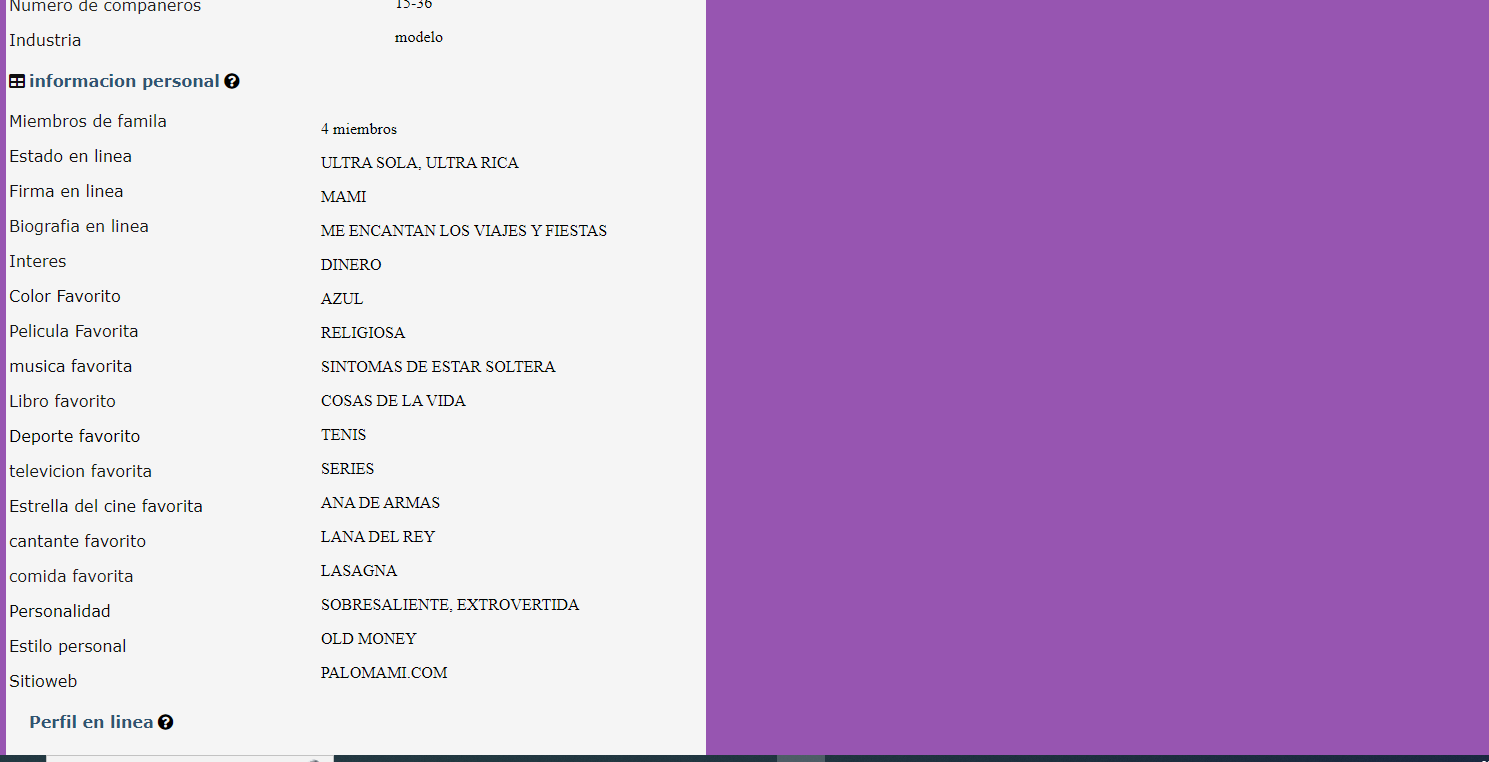 Numero de compañeros 15-36
Industria modelo
informacion personal
Miembros de famila 4 miembros
Estado en linea ULTRA SOLA, ULTRA RICA
Firma en linea MAMI
Biografia en linea ME ENCANTAN LOS VIAJES Y FIESTAS
Interes DINERO
Color Favorito AZUL
Pelicula Favorita RELIGIOSA
musica favorita SINTOMAS DE ESTAR SOLTERA
Libro favorito COSAS DE LA VIDA
Deporte favorito TENIS
televicion favorita SERIES
Estrella del cine favorita ANA DE ARMAS
cantante favorito LANA DEL REY
comida favorita LASAGNA
Personalidad SOBRESALIENTE, EXTROVERTIDA
Estilo personal OLD MONEY
Sitioweb PALOMAMI.COM
Perfil en linea